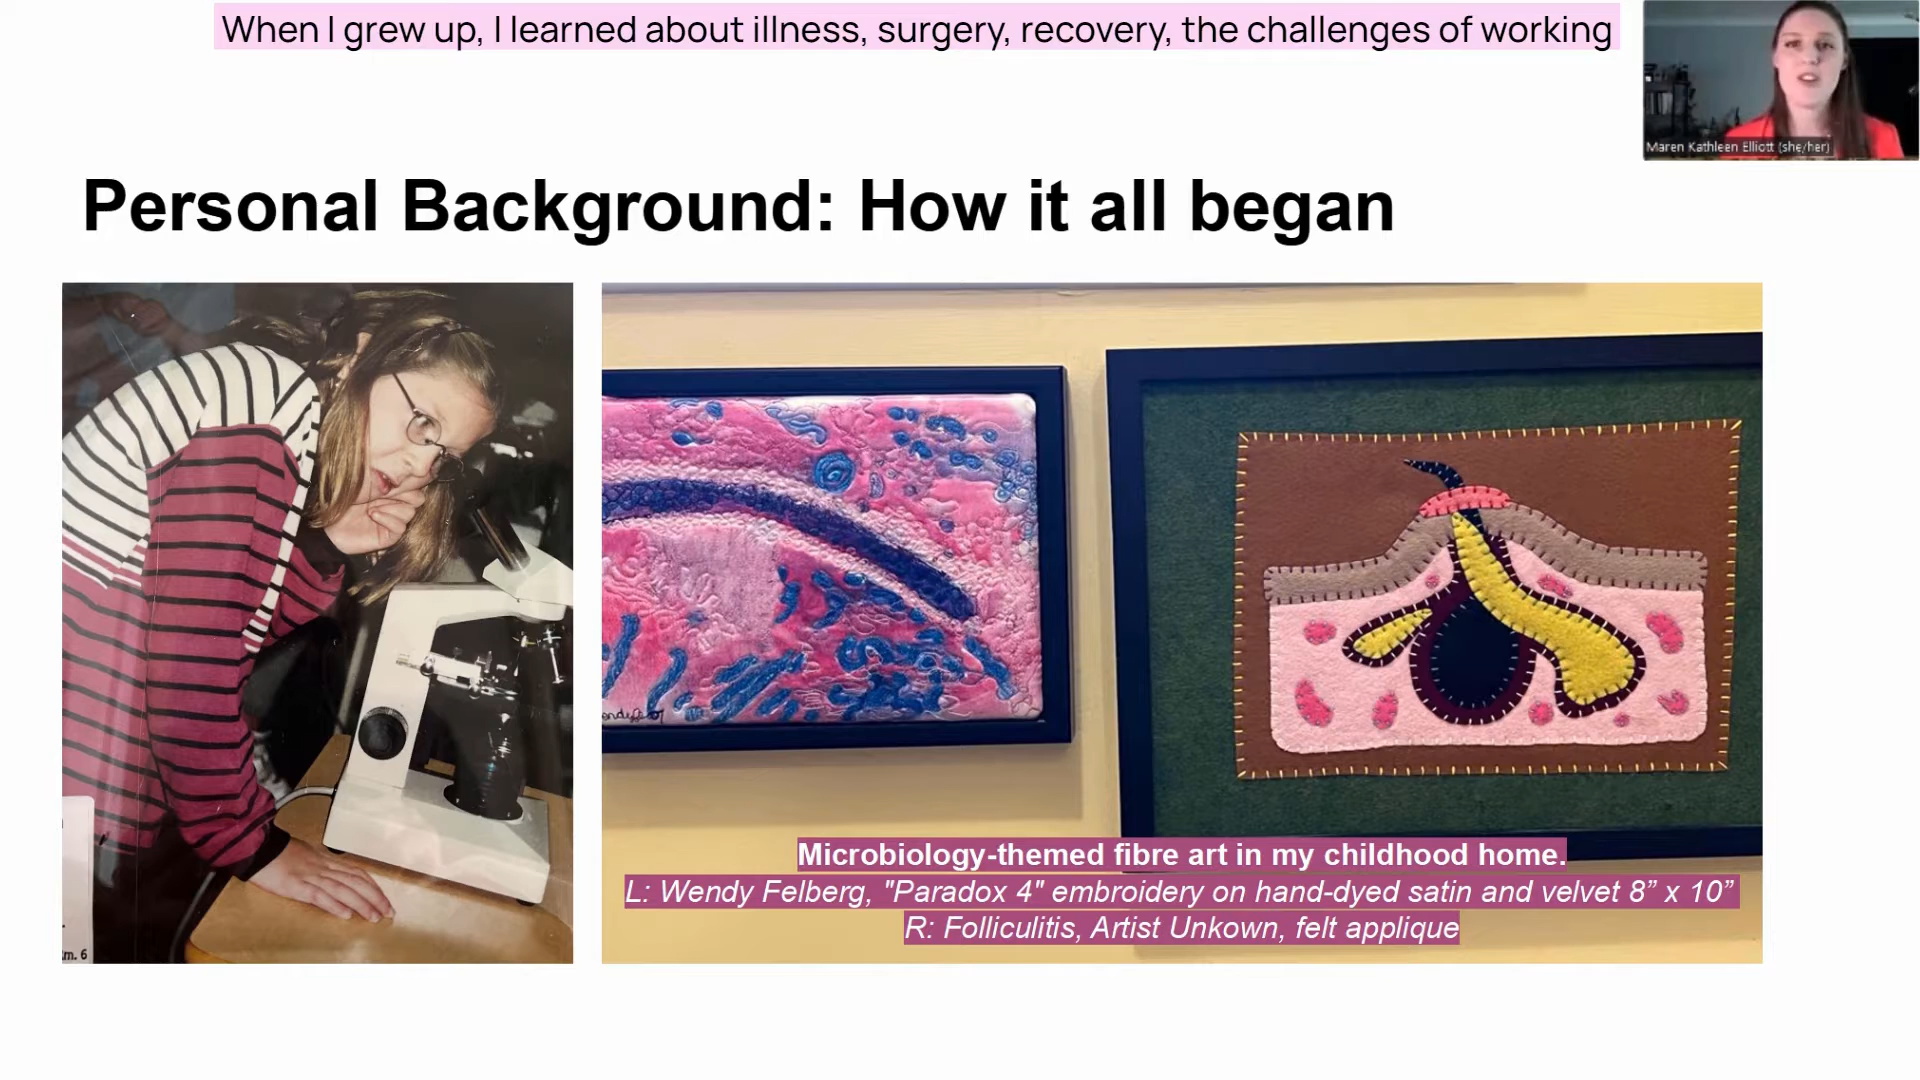 When I grew up, I learned about illness, surgery, recovery, the challenges of working
Maren Kathleen Elliott (she/her)
Personal Background: How it all began
Microbiology-themed fibre art in my childhood home.
L: Wendy Felberg, "Paradox 4" embroidery on hand-dyed satin and velvet 8” x 10”
R: Folliculitis, Artist Unkown, felt applique